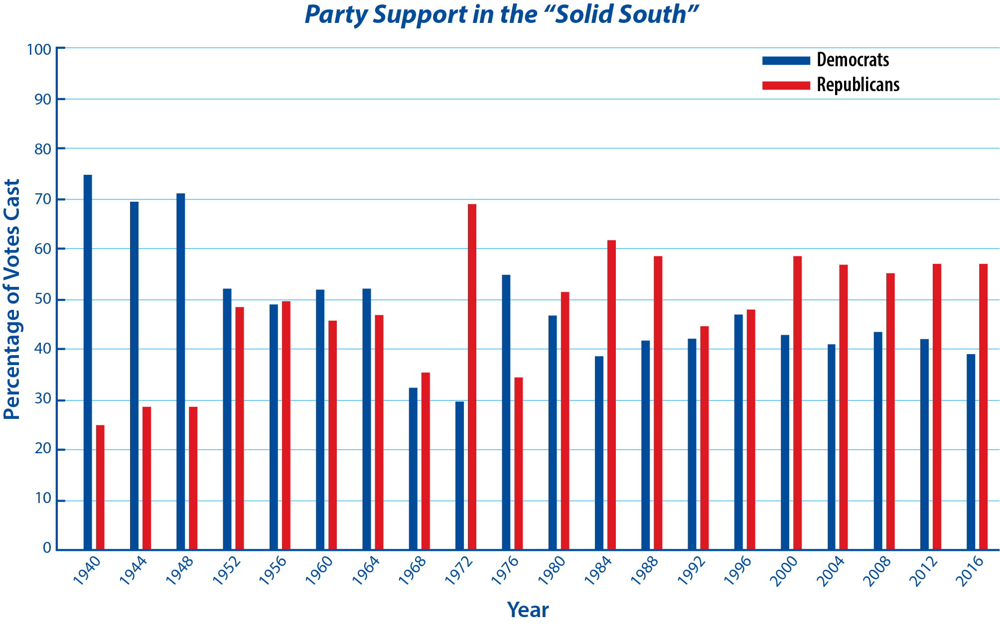 Party Support in the “Solid South”
Democrats
Republicans
Percentage of Votes Cast
100
90
80
70
60
50
40
30
20
10
0
1940 1944 1948 1952 1956 1960 1964 1968 1972 1976 1980 1984 1988 1992 1996 2000 2004 2008 2012 2016
Year